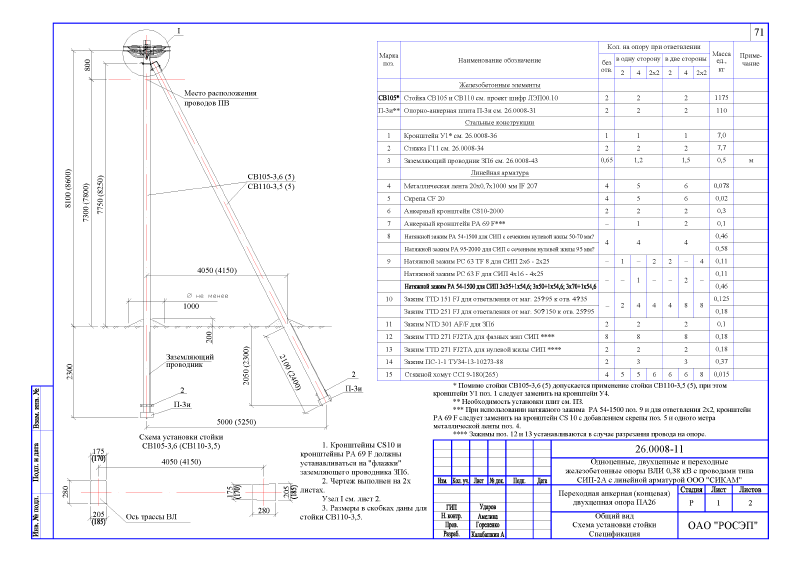 71
1
800
Место расположения
проводов ПВ
8100 (8600)
7300 (7800)
7750 (8250)
СВ105-3,6 (5)
СВ110-3,5 (5)
4050 (4150)
Ø не менее
1000
200
Заземляющий
проводник
2300
2050 (2300)
2100 (2400)
2
П-3и
2
П-3и
5000 (5250)
Схема установки стойки
СВ105-3,6 (СВ110-3,5)
175
(170)
4050 (4150)
280
205
(185)
Ось трассы ВЛ
175
(170)
280
205
(185)
1. Кронштейны CS10 и
кронштейны PA 69 F должны
устанавливаться на "флажки"
заземляющего проводника ЗП6.
2. Чертеж выполнен на 2х
листах.
Узел I см. лист 2.
3. Размеры в скобках даны для
стойки СВ110-3,5.
Марка поз. Наименование обозначение Кол. на опору при ответвлении Масса ед., кг Приме-чание
без отв. в одну сторону в две стороны
2 4 2х2 2 4 2х2
Железобетонные элементы
СВ105* Стойка СВ105 и СВ110 см. проект шифр ЛЭП00.10 2 2 2 1175
П-3и** Опорно-анкерная плита П-3и см. 26.0008-31 2 2 2 110
Стальные конструкции
1 Кронштейн У1* см. 26.0008-36 1 1 1 7,0
2 Стяжка Г11 см. 26.0008-34 2 2 2 7,7
3 Заземляющий проводник ЗП6 см. 26.0008-43 0,65 1,2 1,5 0,5 м
Линейная арматура
4 Металлическая лента 20х0,7х1000 мм IF 207 4 5 6 0,078
5 Скрепа CF 20 4 5 6 0,02
6 Анкерный кронштейн CS10-2000 2 2 2 0,3
7 Анкерный кронштейн PA 69 F*** – 1 2 0,1
8 Натяжной зажим PA 54-1500 для СИП с сечением нулевой жилы 50-70 мм? 4 4 4 0,46
Натяжной зажим PA 95-2000 для СИП с сечением нулевой жилы 95 мм? 0,58
9 Натяжной зажим PC 63 TF 8 для СИП 2х6 - 2х25 – 1 – 2 2 – 4 0,11
Натяжной зажим PC 63 F для СИП 4х16 - 4х25 – – 1 – – 2 – 0,11
Натяжной зажим PA 54-1500 для СИП 3х35+1х54,6; 3х50+1х54,6; 3х70+1х54,6 0,46
10 Зажим TTD 151 FJ для ответвления от маг. 25?95 к отв. 4?35 – 2 4 4 4 8 8 0,125
Зажим TTD 251 FJ для ответвления от маг. 50?150 к отв. 25?95 0,18
11 Зажим NTD 301 AF/F для ЗП6 2 2 2 0,1
12 Зажим TTD 271 FJ2TA для фазных жил СИП **** 8 8 8 0,18
13 Зажим TTD 271 FJ2TA для нулевой жилы СИП **** 2 2 2 0,18
14 Зажим ПС-1-1 ТУ34-13-10273-88 2 3 3 0,37
15 Стяжной хомут CCI 9-180(265) 4 5 5 6 6 6 8 0,015
* Помимо стойки СВ105-3,6 (5) допускается применение стойки СВ110-3,5 (5), при этом
кронштейн У1 поз. 1 следует заменить на кронштейн У4.
** Необходимость установки плит см. ПЗ.
*** При использовании натяжного зажима PA 54-1500 поз. 9 и для ответвления 2х2, кронштейн
PA 69 F следует заменить на кронштейн CS 10 с добавлением скрепы поз. 5 и одного метра
металлической ленты поз. 4.
**** Зажимы поз. 12 и 13 устанавливаются в случае разрезания провода на опоре.
26.0008-11
Одноцепные, двухцепные и переходные
железобетонные опоры ВЛИ 0,38 кВ с проводами типа
СИП-2А с линейной арматурой ООО "СИКАМ"
Изм. Кол. уч. Лист № док. Подп. Дата
Переходная анкерная (концевая)
двухцепная опора ПА26
Стадия Лист Листов
Р 1 2
ГИП Ударов
Н. контр. Амелина
Пров. Гореленко
Разраб. Калабашкин А
Общий вид
Схема установки стойки
Спецификация
ОАО "РОСЭП"
Взам. инв. №
Подп. и дата
Инв. № подл.